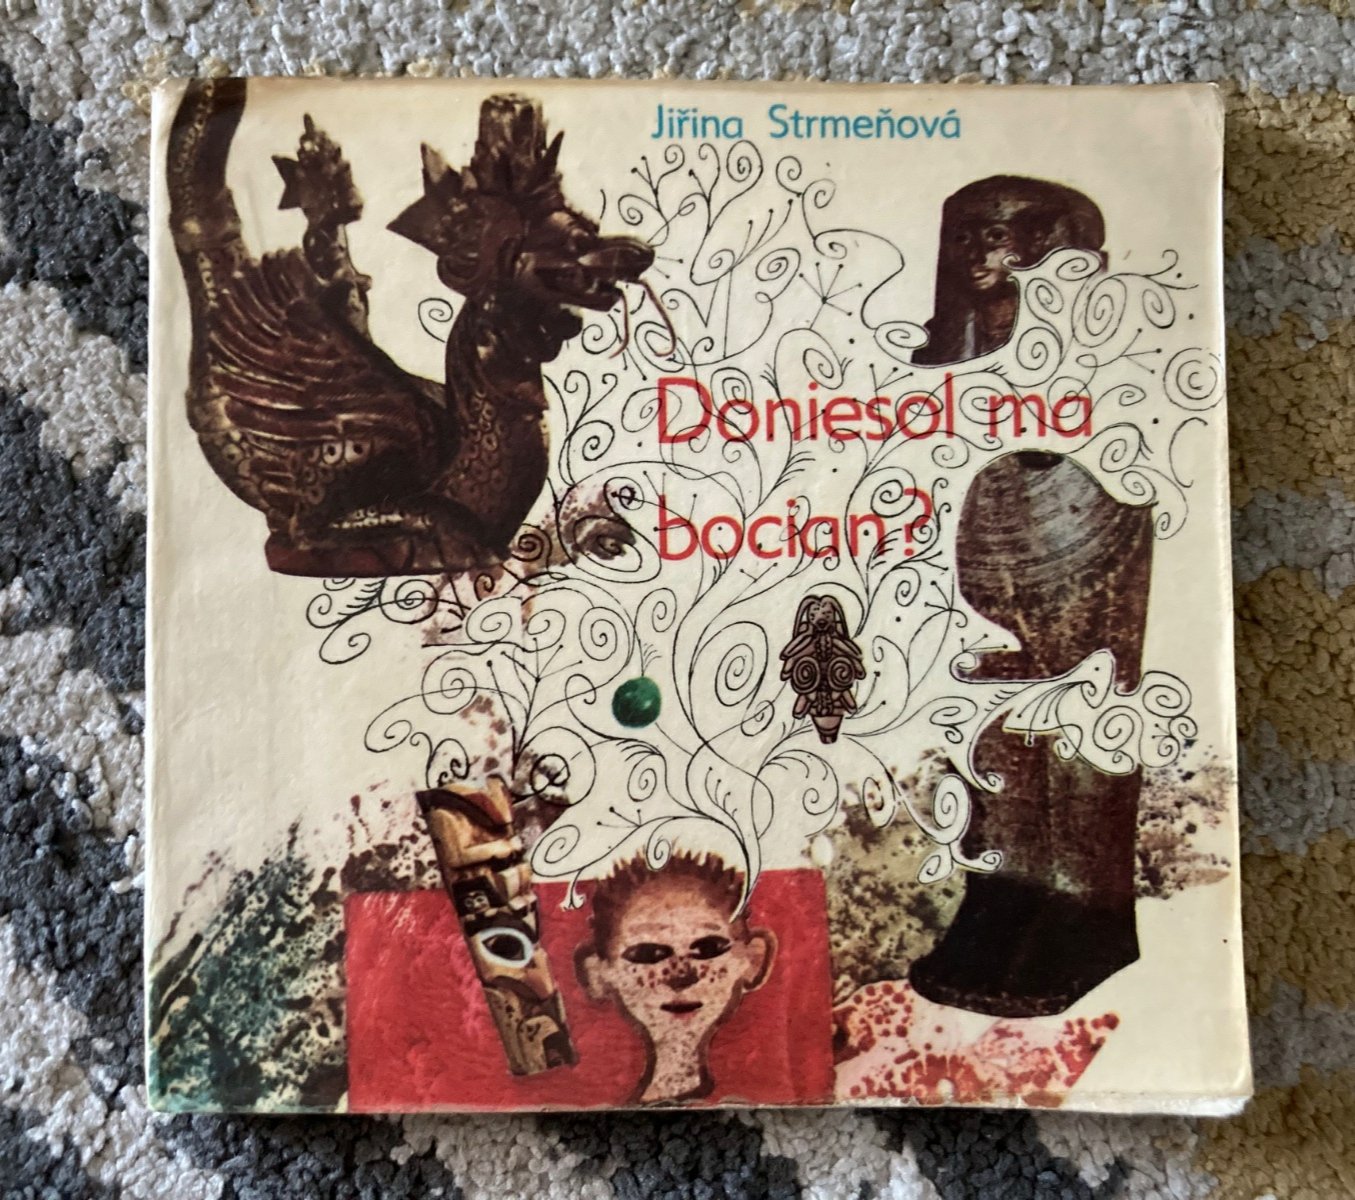 Jiřina Strmeňová
Doniesol ma
bocian?